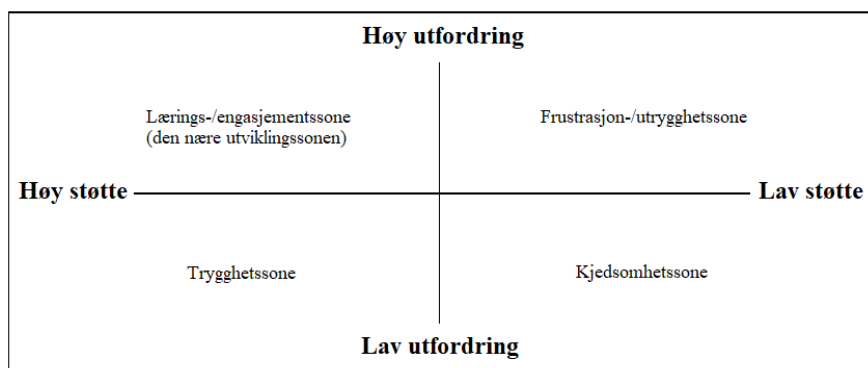 Høy utfordring
Lærings-/engasjementssone
(den nære utviklingssonen)
Frustrasjon-/utrygghetssone
Høy støtte
Lav støtte
Trygghetssone
Kjedsomhetssone
Lav utfordring